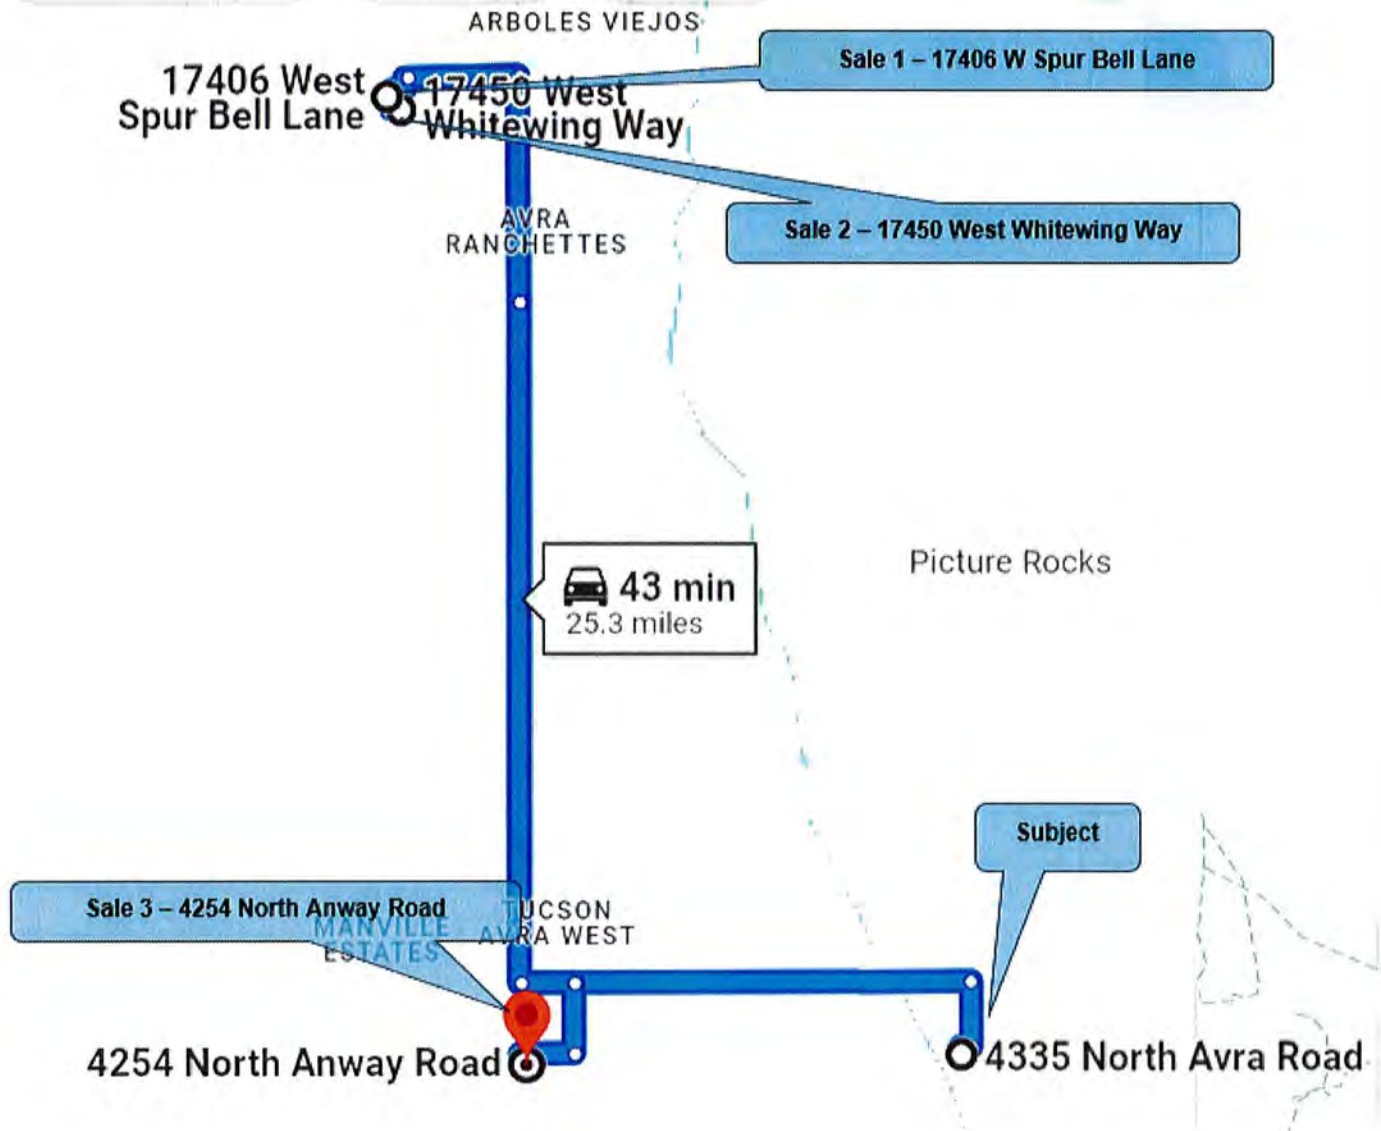 ARBOLES VIEJOS
Sale 1 – 17406 W Spur Bell Lane
17406 West
Spur Bell Lane
17450 West
Whitewing Way
AVRA
RANCHETTES
Sale 2 – 17450 West Whitewing Way
43 min
25.3 miles
Picture Rocks
Subject
Sale 3 – 4254 North Anway Road
MANVILLE
ESTATES
TUCSON
AVRA WEST
4254 North Anway Road
4335 North Avra Road